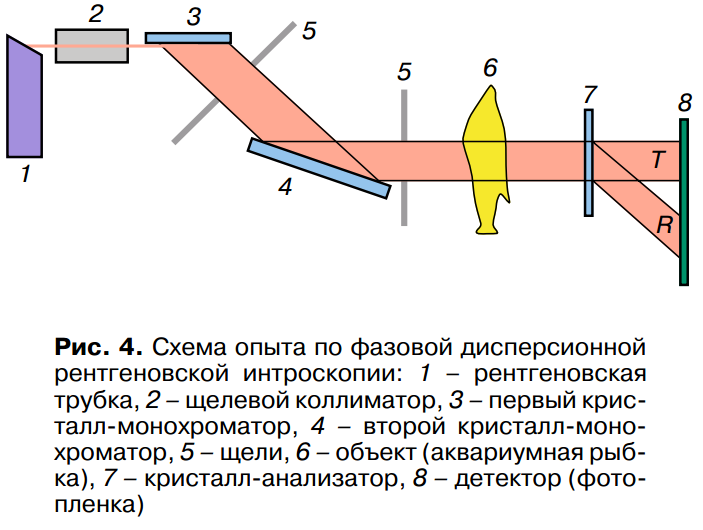 2
3
5
5
6
7
8
T
R
4
1
Рис. 4. Схема опыта по фазовой дисперсионной
рентгеновской интроскопии: 1 – рентгеновская
трубка, 2 – щелевой коллиматор, 3 – первый крис-
талл-монохроматор, 4 – второй кристалл-моно-
хроматор, 5 – щели, 6 – объект (аквариумная рыб-
ка), 7 – кристалл-анализатор, 8 – детектор (фото-
пленка)